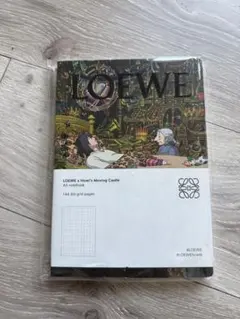 LOEWE
LOEWE x Howl's Moving Castle
A5 notebook
144 dot grid pages